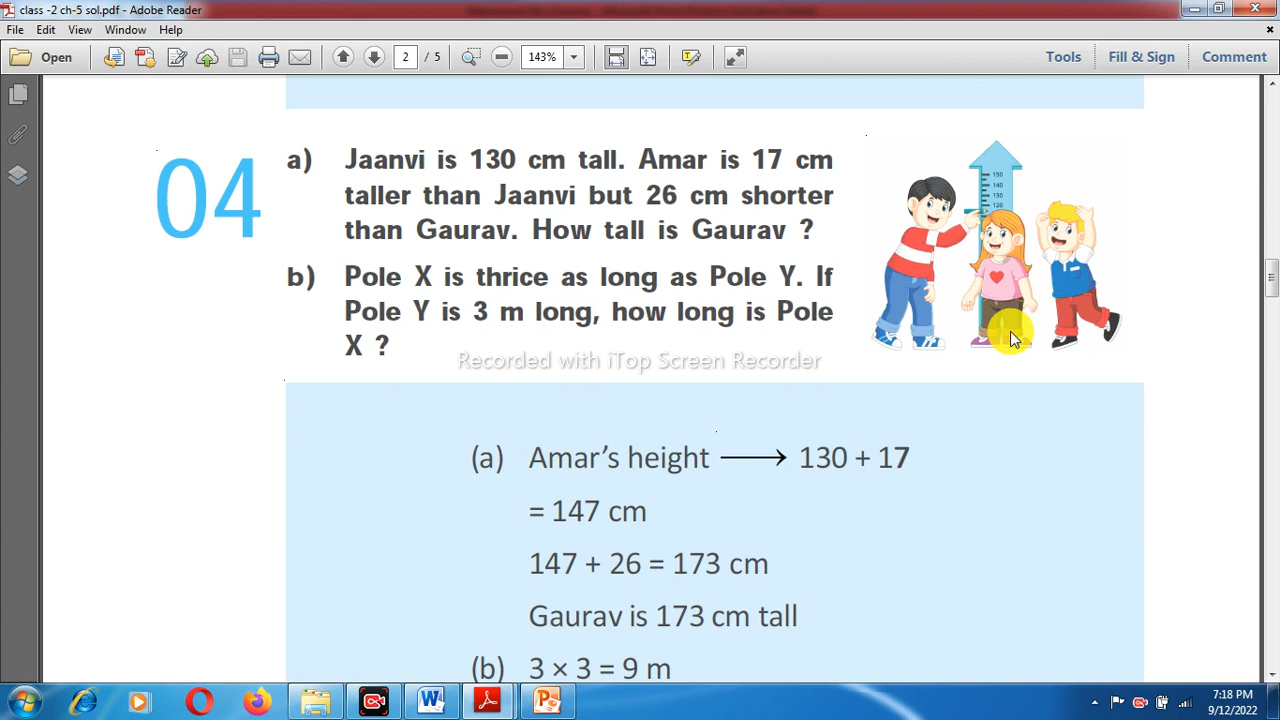 class -2 ch-5 sol.pdf - Adobe Reader
File Edit View Window Help
Open 2 / 5 143% Tools Fill & Sign Comment
04
a) Jaanvi is 130 cm tall. Amar is 17 cm
taller than Jaanvi but 26 cm shorter
than Gaurav. How tall is Gaurav ?
b) Pole X is thrice as long as Pole Y. If
Pole Y is 3 m long, how long is Pole
X ?
150
140
130
120
Recorded with iTop Screen Recorder
(a) Amar’s height ⟶ 130 + 17
= 147 cm
147 + 26 = 173 cm
Gaurav is 173 cm tall
(b) 3 × 3 = 9 m
7:18 PM
9/12/2022